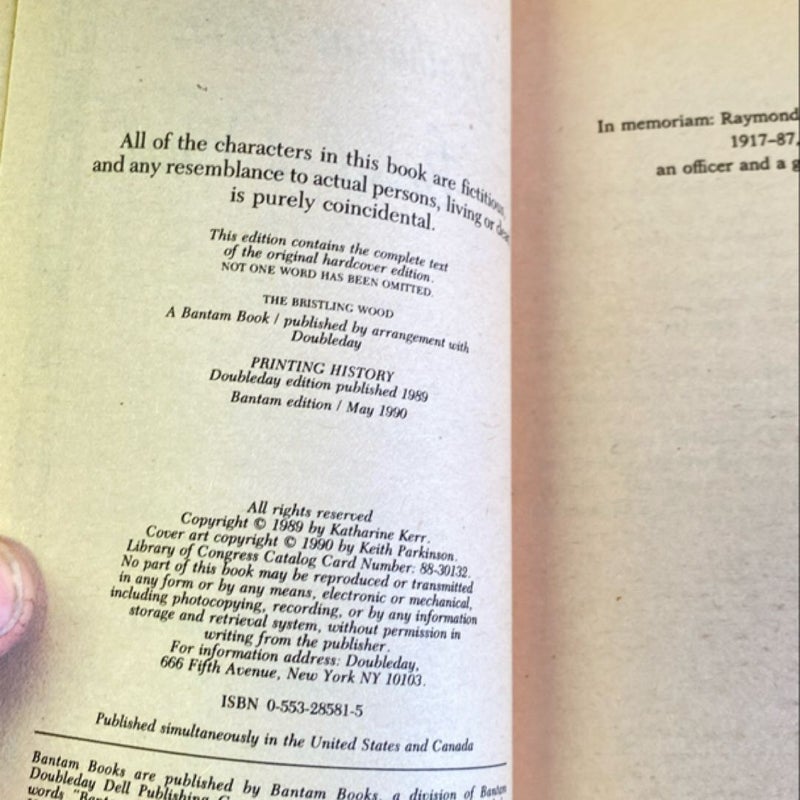 All of the characters in this book are fictitious,
and any resemblance to actual persons, living or dead
is purely coincidental.
This edition contains the complete text
of the original hardcover edition.
NOT ONE WORD HAS BEEN OMITTED.
THE BRISTLING WOOD
A Bantam Book / published by arrangement with
Doubleday
PRINTING HISTORY
Doubleday edition published 1989
Bantam edition / May 1990
All rights reserved
Copyright © 1989 by Katharine Kerr.
Cover art copyright © 1990 by Keith Parkinson.
Library of Congress Catalog Card Number: 88-30132.
No part of this book may be reproduced or transmitted
in any form or by any means, electronic or mechanical,
including photocopying, recording, or by any information
storage and retrieval system, without permission in
writing from the publisher.
For information address: Doubleday,
666 Fifth Avenue, New York NY 10103.
ISBN 0-553-28581-5
Published simultaneously in the United States and Canada
Bantam Books are published by Bantam Books, a division of Bantam
Doubleday Dell Publishing
words
In memoriam: Raymond
1917–87,
an officer and a g